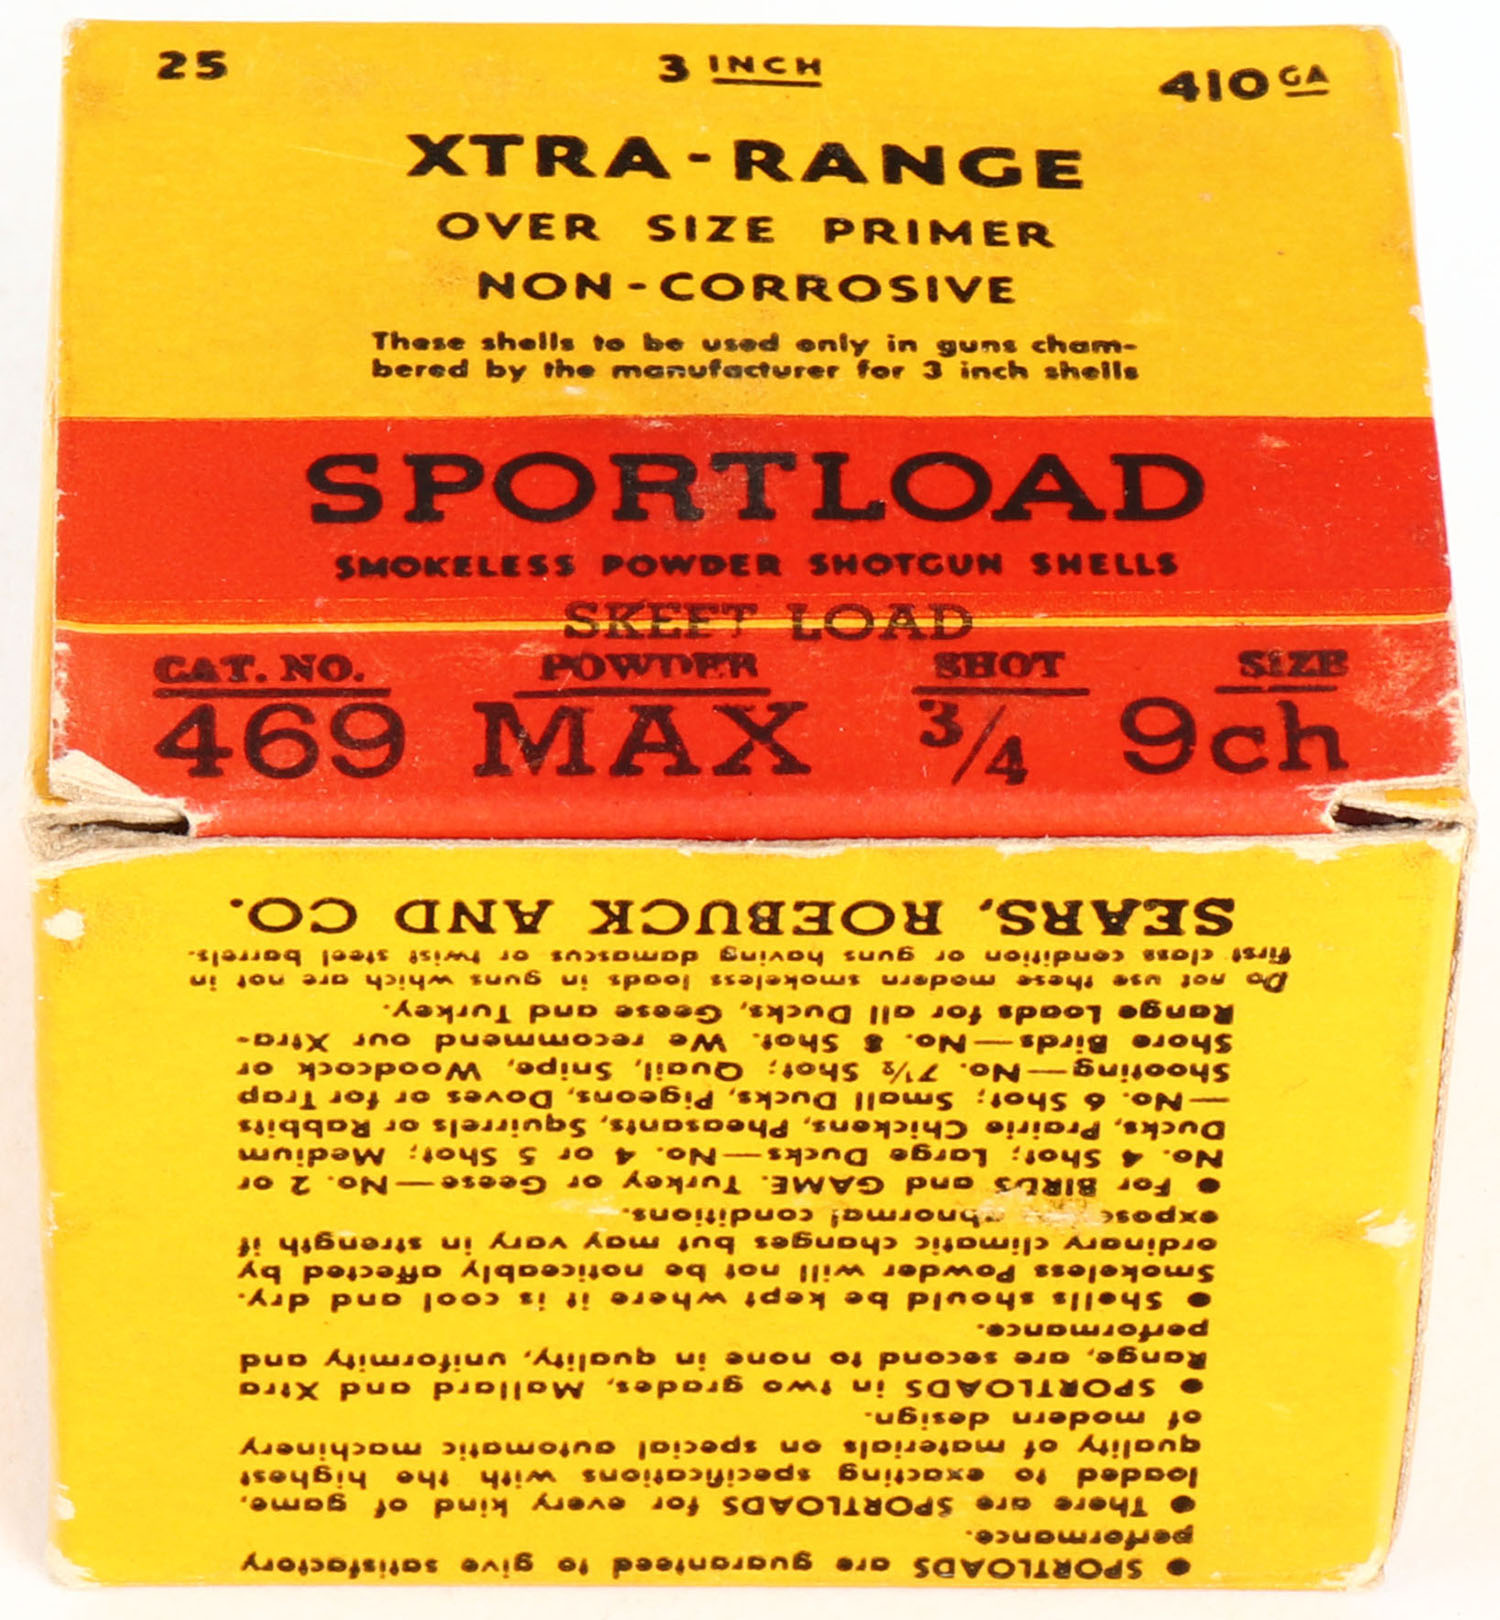 25 3 INCH 410 GA
XTRA-RANGE
OVER SIZE PRIMER
NON-CORROSIVE
These shells to be used only in guns cham-
bered by the manufacturer for 3 inch shells
SPORTLOAD
SMOKELESS POWDER SHOTGUN SHELLS
SKEET LOAD
CAT. NO. POWDER SHOT SIZE
469 MAX 3/4 9ch
• SPORTLOADS are guaranteed to give satisfactory
performance.
• There are SPORTLOADS for every kind of game,
loaded to exacting specifications with the highest
quality of materials on special automatic machinery
of modern design.
• SPORTLOADS in two grades, Mallard and Xtra
Range, are second to none in quality, uniformity and
performance.
• Shells should be kept where it is cool and dry.
Smokeless Powder will not be noticeably affected by
ordinary climatic changes but may vary in strength if
abnormal conditions.
• For BIRDS and GAME. Turkey or Geese—No. 2 or
No. 4 Shot; Large Ducks—No. 4 or 5 Shot; Medium
Ducks, Prairie Chickens, Pheasants, Squirrels or Rabbits
—No. 6 Shot; Small Ducks, Pigeons, Doves or for Trap
Shooting—No. 7½ Shot; Quail, Snipe, Woodcock or
Shore Birds—No. 8 Shot. We recommend our Xtra-
Range Loads for all Ducks, Geese and Turkey.
Do not use these modern smokeless loads in guns which are not in
first class condition or guns having damascus or twist steel barrels.
SEARS, ROEBUCK AND CO.